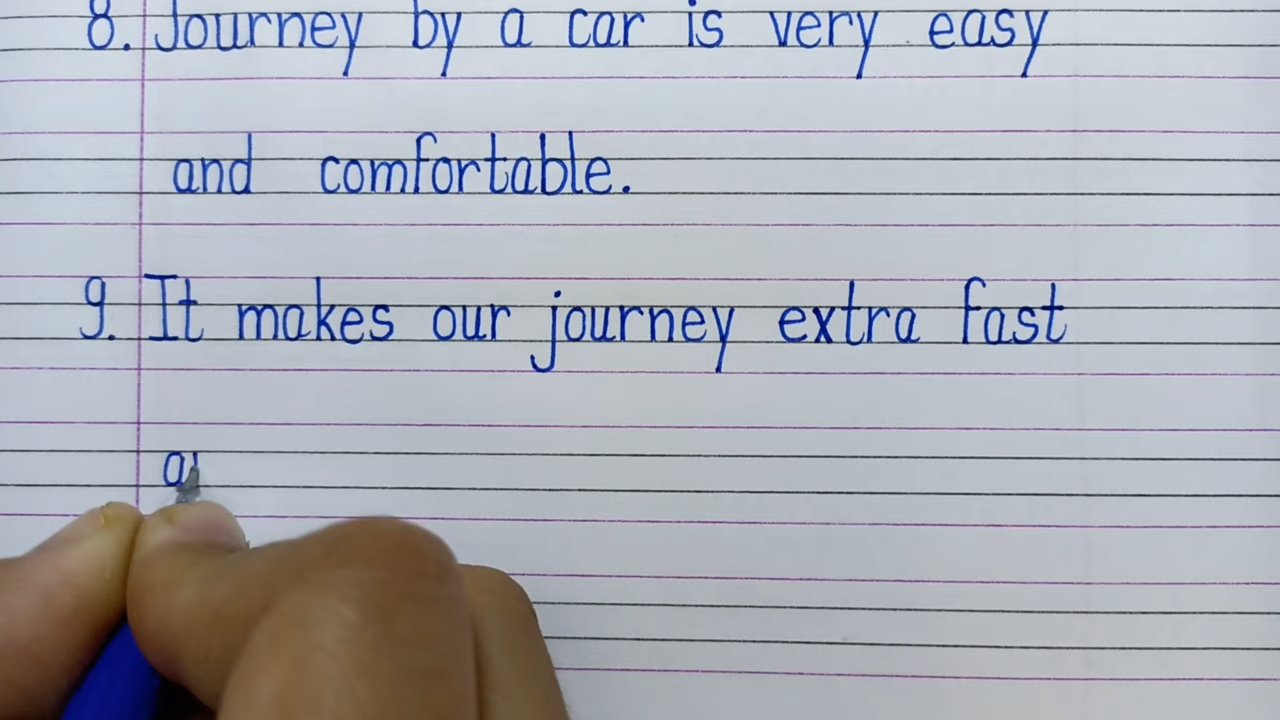 8. Journey by a car is very easy
and comfortable.
9. It makes our journey extra fast
a